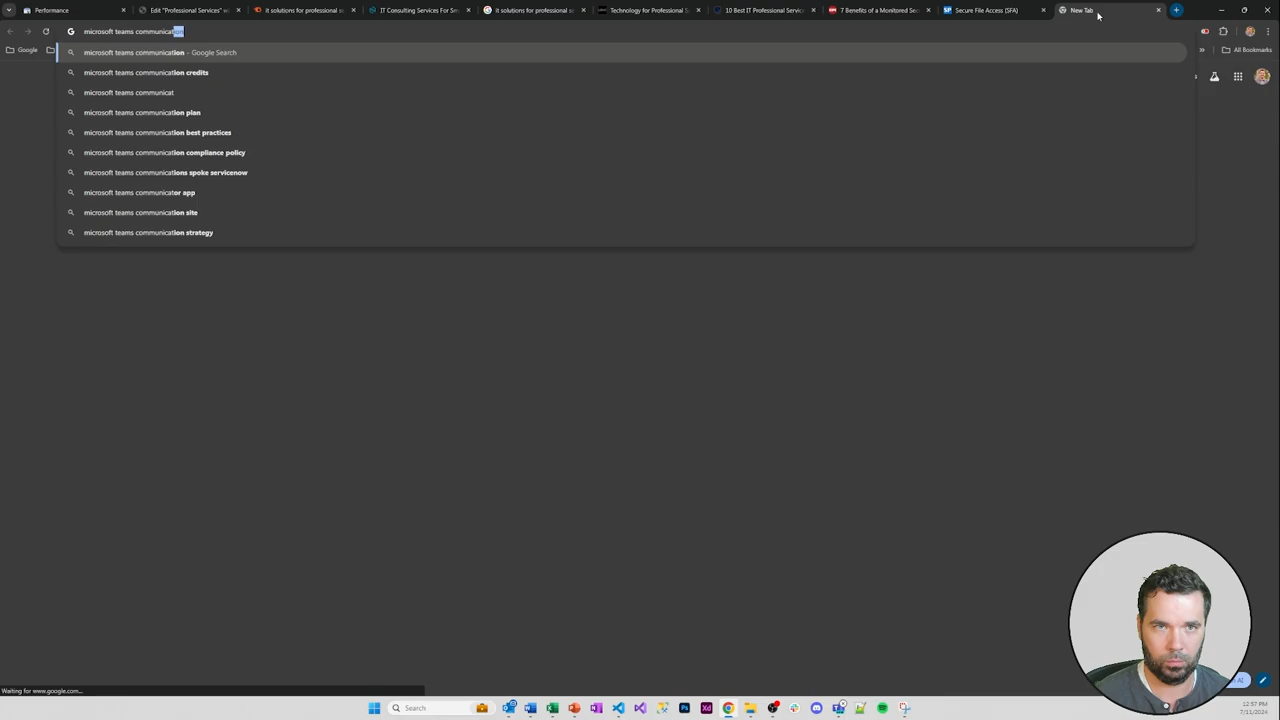 Performance
Edit "Professional Services" wi
it solutions for professional se
IT Consulting Services For Sm
it solutions for professional se
Technology for Professional S
10 Best IT Professional Service
7 Benefits of a Monitored Secu
Secure File Access (SFA)
New Tab
microsoft teams communication
Google
All Bookmarks
microsoft teams communication - Google Search
microsoft teams communication credits
microsoft teams communicat
microsoft teams communication plan
microsoft teams communication best practices
microsoft teams communication compliance policy
microsoft teams communications spoke servicenow
microsoft teams communicator app
microsoft teams communication site
microsoft teams communication strategy
Waiting for www.google.com...
Search
12:57 PM
7/11/2024